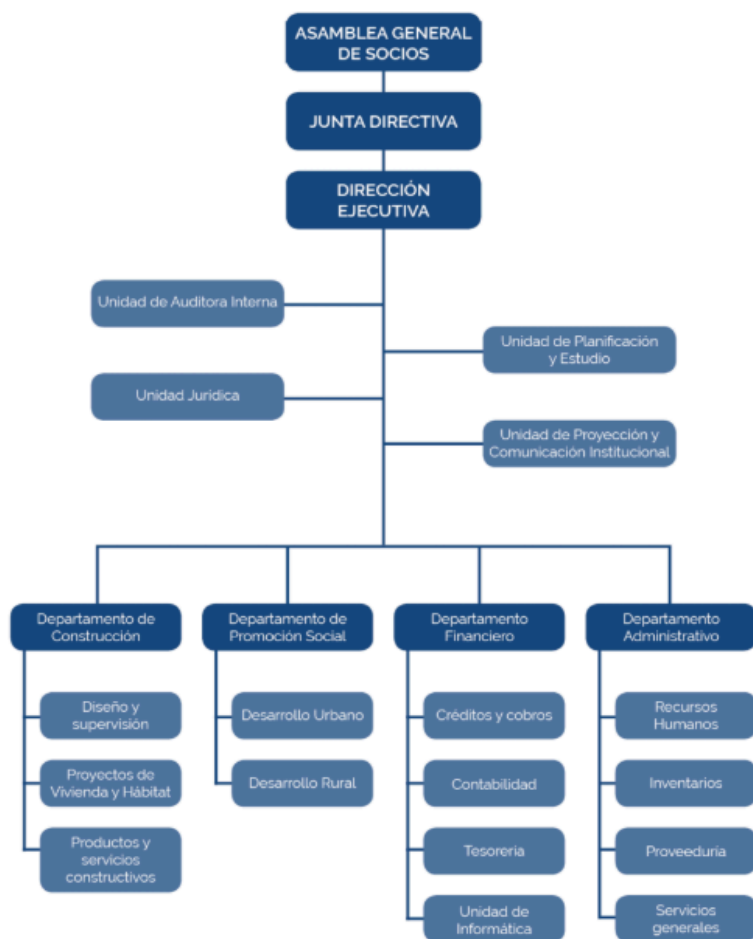 ASAMBLEA GENERAL
DE SOCIOS
JUNTA DIRECTIVA
DIRECCIÓN
EJECUTIVA
Unidad de Auditora Interna
Unidad de Planificación
y Estudio
Unidad Juridica
Unidad de Proyección y
Comunicación Institucional
Departamento de
Construcción
Diseño y
supervisión
Proyectos de
Vivienda y Hábitat
Productos y
servicios
constructivos
Departamento de
Promoción Social
Desarrollo Urbano
Desarrollo Rural
Departamento
Financiero
Créditos y cobros
Contabilidad
Tesorería
Unidad de
Informática
Departamento
Administrativo
Recursos
Humanos
Inventarios
Proveeduría
Servicios
generales